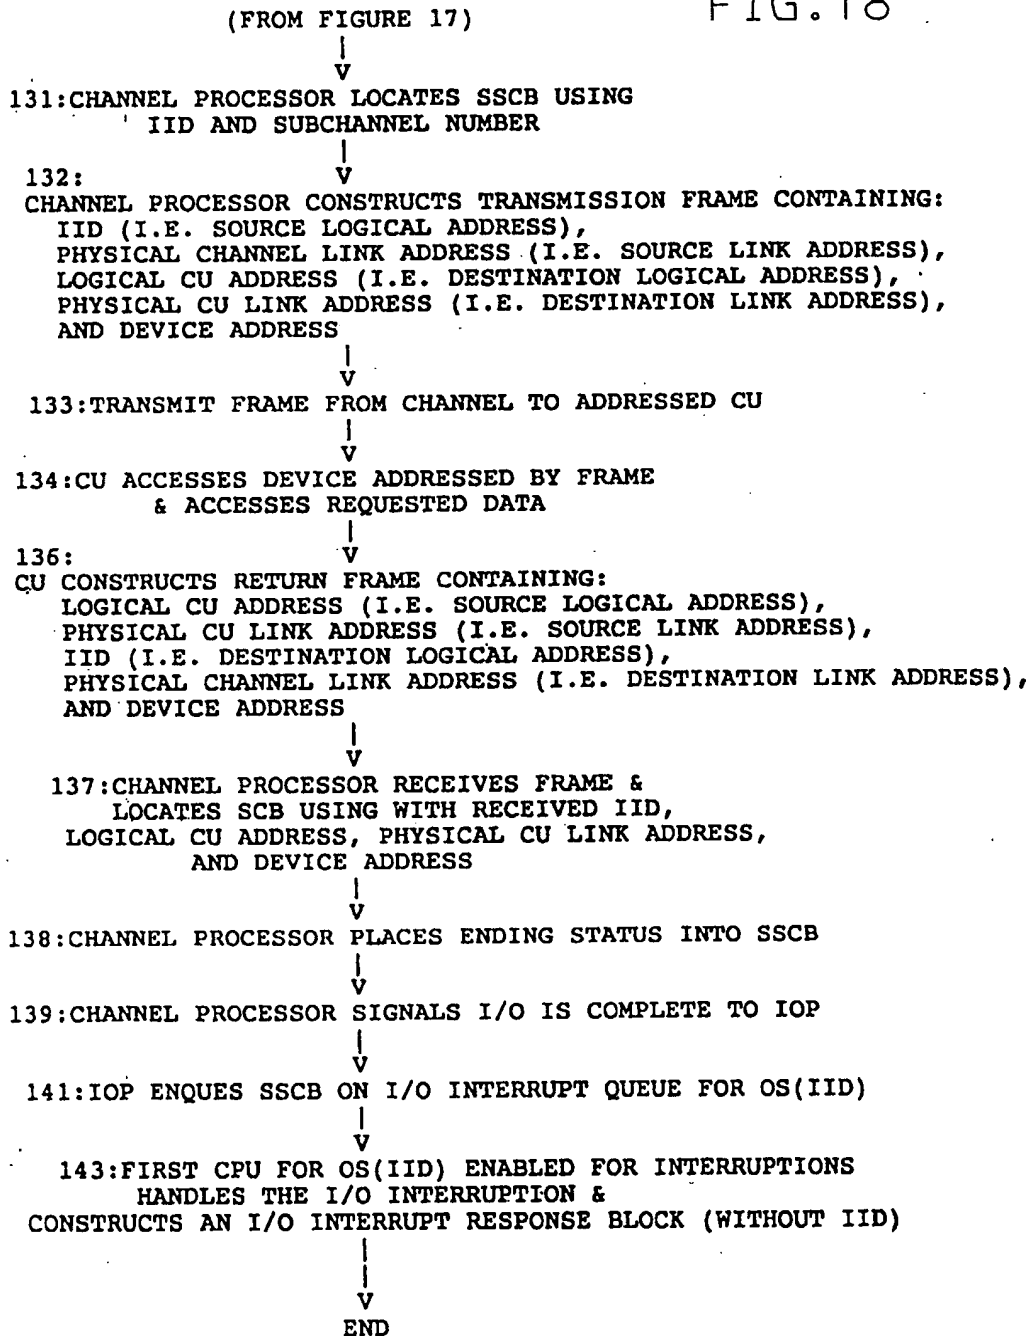 FIG. 18
(FROM FIGURE 17)
131:CHANNEL PROCESSOR LOCATES SSCB USING
IID AND SUBCHANNEL NUMBER
132:
CHANNEL PROCESSOR CONSTRUCTS TRANSMISSION FRAME CONTAINING:
IID (I.E. SOURCE LOGICAL ADDRESS),
PHYSICAL CHANNEL LINK ADDRESS (I.E. SOURCE LINK ADDRESS),
LOGICAL CU ADDRESS (I.E. DESTINATION LOGICAL ADDRESS),
PHYSICAL CU LINK ADDRESS (I.E. DESTINATION LINK ADDRESS),
AND DEVICE ADDRESS
133:TRANSMIT FRAME FROM CHANNEL TO ADDRESSED CU
134:CU ACCESSES DEVICE ADDRESSED BY FRAME
& ACCESSES REQUESTED DATA
136:
CU CONSTRUCTS RETURN FRAME CONTAINING:
LOGICAL CU ADDRESS (I.E. SOURCE LOGICAL ADDRESS),
PHYSICAL CU LINK ADDRESS (I.E. SOURCE LINK ADDRESS),
IID (I.E. DESTINATION LOGICAL ADDRESS),
PHYSICAL CHANNEL LINK ADDRESS (I.E. DESTINATION LINK ADDRESS),
AND DEVICE ADDRESS
137:CHANNEL PROCESSOR RECEIVES FRAME &
LOCATES SCB USING WITH RECEIVED IID,
LOGICAL CU ADDRESS, PHYSICAL CU LINK ADDRESS,
AND DEVICE ADDRESS
138:CHANNEL PROCESSOR PLACES ENDING STATUS INTO SSCB
139:CHANNEL PROCESSOR SIGNALS I/O IS COMPLETE TO IOP
141:IOP ENQUES SSCB ON I/O INTERRUPT QUEUE FOR OS(IID)
143:FIRST CPU FOR OS(IID) ENABLED FOR INTERRUPTIONS
HANDLES THE I/O INTERRUPTION &
CONSTRUCTS AN I/O INTERRUPT RESPONSE BLOCK (WITHOUT IID)
END